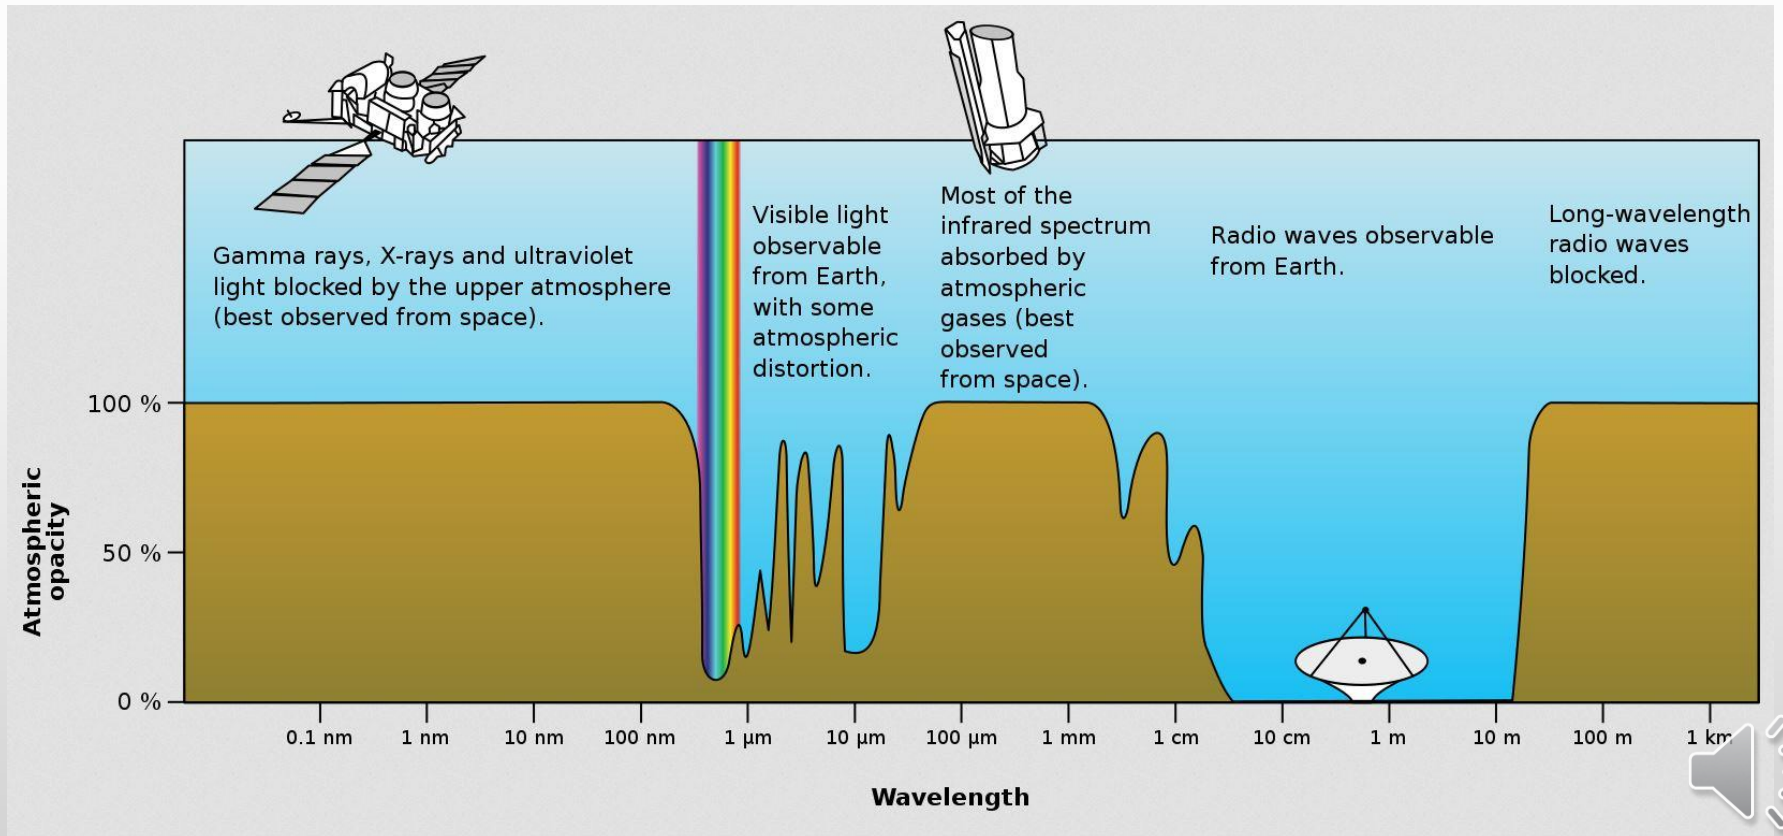 Gamma rays, X-rays and ultraviolet
light blocked by the upper atmosphere
(best observed from space).
Visible light
observable
from Earth,
with some
atmospheric
distortion.
Most of the
infrared spectrum
absorbed by
atmospheric
gases (best
observed
from space).
Radio waves observable
from Earth.
Long-wavelength
radio waves
blocked.
Atmospheric
opacity
100 %
50 %
0 %
0.1 nm
1 nm
10 nm
100 nm
1 µm
10 µm
100 µm
1 mm
1 cm
10 cm
1 m
10 m
100 m
1 km
Wavelength